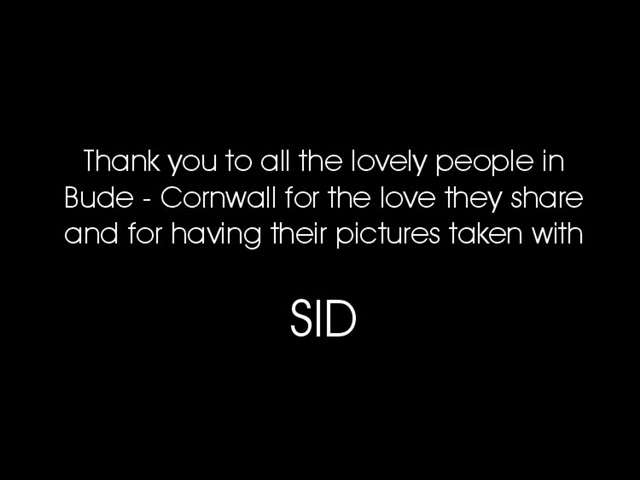 Thank you to all the lovely people in
Bude - Cornwall for the love they share
and for having their pictures taken with
SID